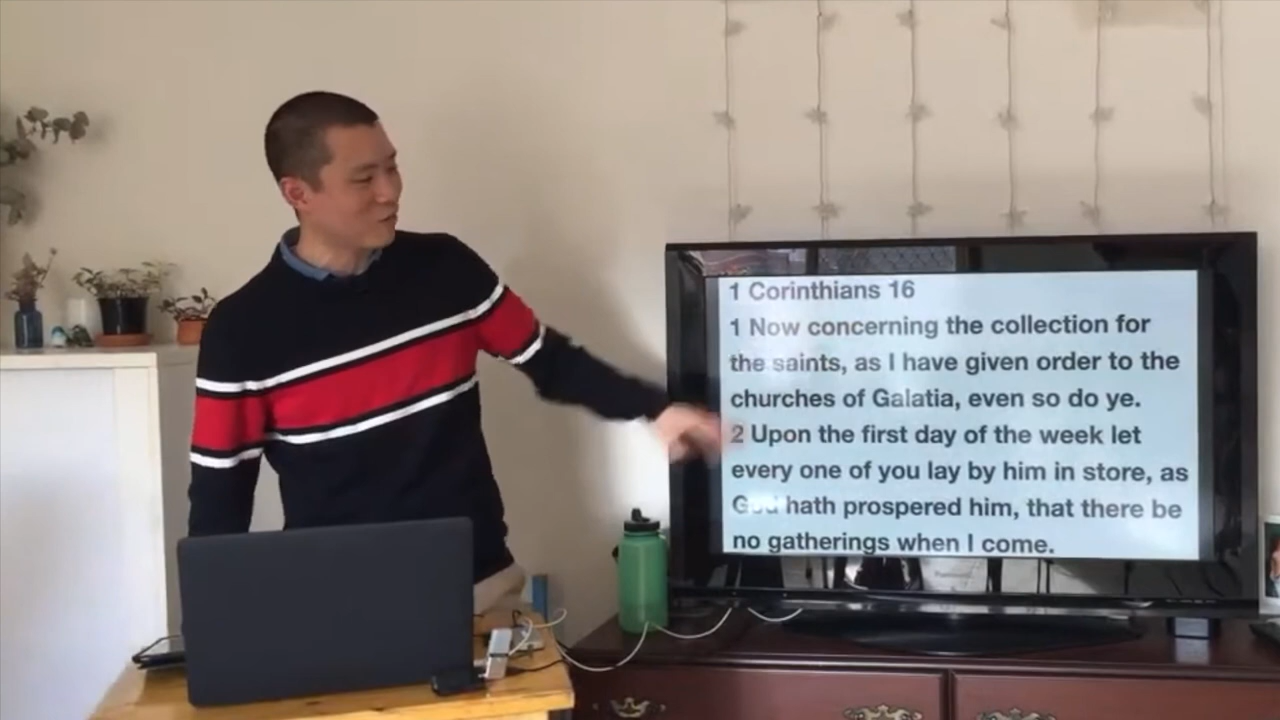 1 Corinthians 16
1 Now concerning the collection for
the saints, as I have given order to the
churches of Galatia, even so do ye.
2 Upon the first day of the week let
every one of you lay by him in store, as
God hath prospered him, that there be
no gatherings when I come.
Panasonic